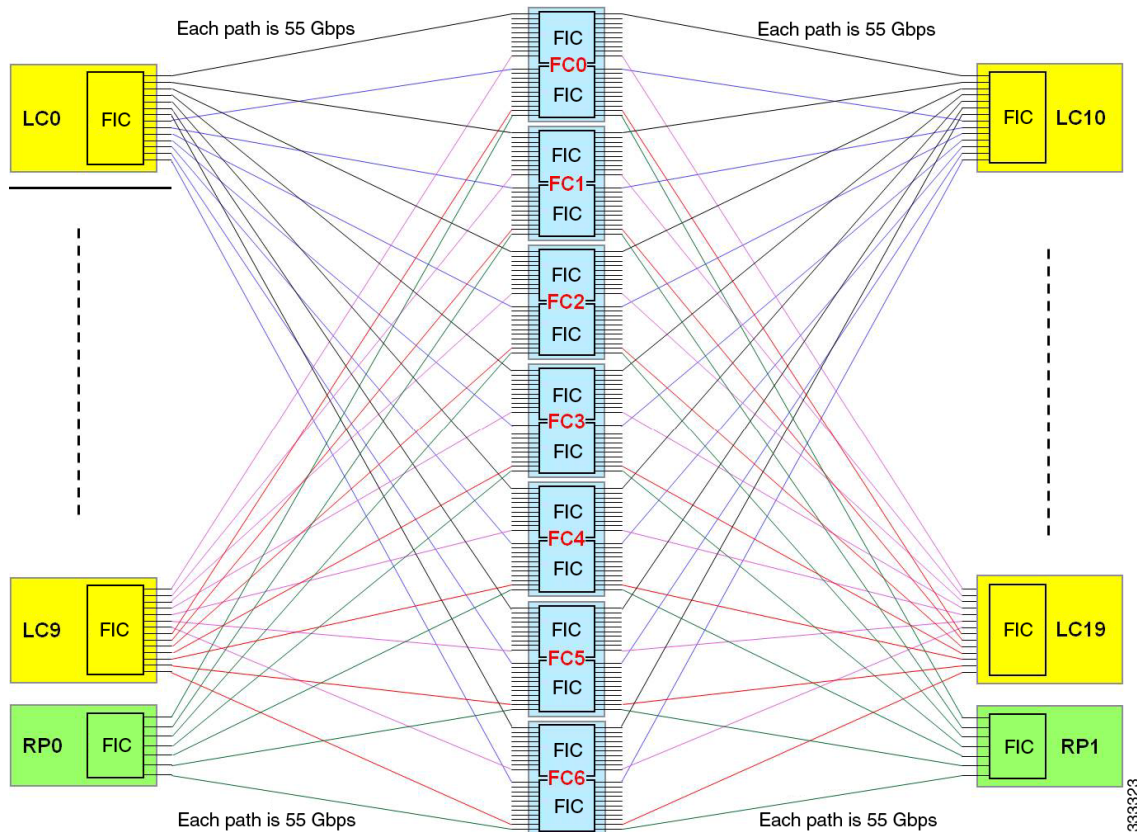 Each path is 55 Gbps
Each path is 55 Gbps
LC0
FIC
FIC
FC0
FIC
FIC
LC10
FIC
FC1
FIC
FIC
FC2
FIC
FIC
FC3
FIC
FIC
FC4
FIC
LC9
FIC
FIC
FC5
FIC
FIC
LC19
RP0
FIC
FIC
FC6
FIC
FIC
RP1
Each path is 55 Gbps
Each path is 55 Gbps
333323